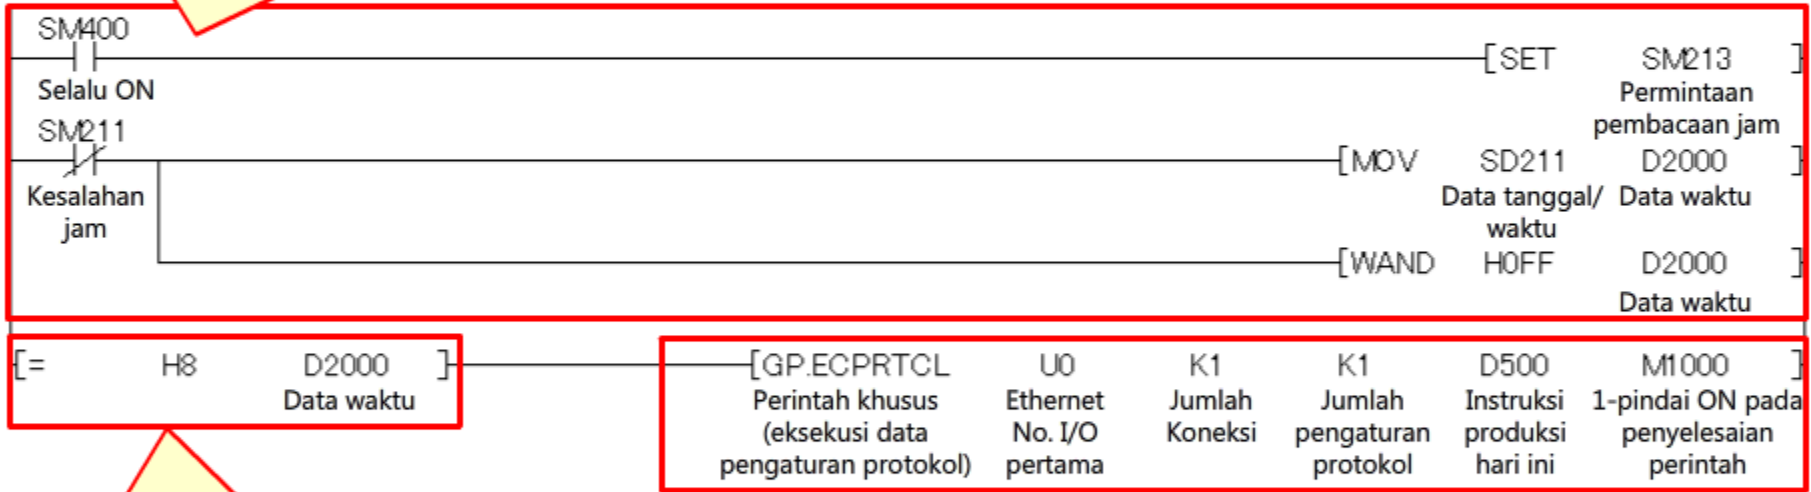 SM400
[SET SM213 ]
Selalu ON
Permintaan
pembacaan jam
SM211
[MOV SD211 D2000 ]
Kesalahan
jam
Data tanggal/
waktu
Data waktu
[WAND H0FF D2000 ]
Data waktu
[= H8 D2000 ]
Data waktu
[GP.ECPRTCL U0 K1 K1 D500 M1000 ]
Perintah khusus
(eksekusi data
pengaturan protokol)
Ethernet
No. I/O
pertama
Jumlah
Koneksi
Jumlah
pengaturan
protokol
Instruksi
produksi
hari ini
1-pindai ON pada
penyelesaian
perintah